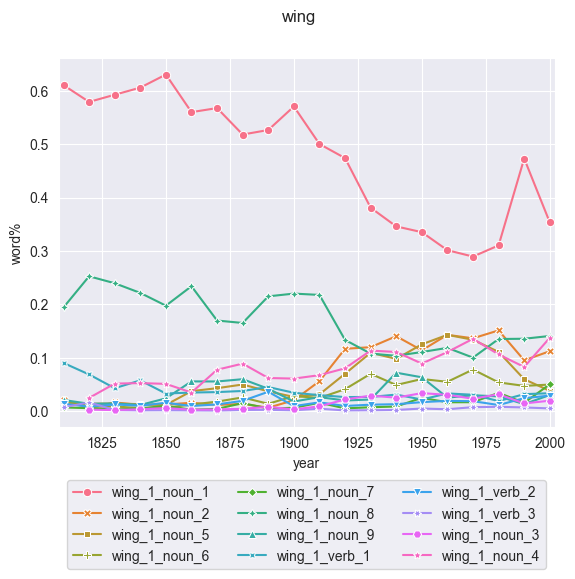 wing
0.6
0.5
0.4
0.3
0.2
0.1
0.0
word%
1825 1850 1875 1900 1925 1950 1975 2000
year
wing_1_noun_1 wing_1_noun_7 wing_1_verb_2
wing_1_noun_2 wing_1_noun_8 wing_1_verb_3
wing_1_noun_5 wing_1_noun_9 wing_1_noun_3
wing_1_noun_6 wing_1_verb_1 wing_1_noun_4